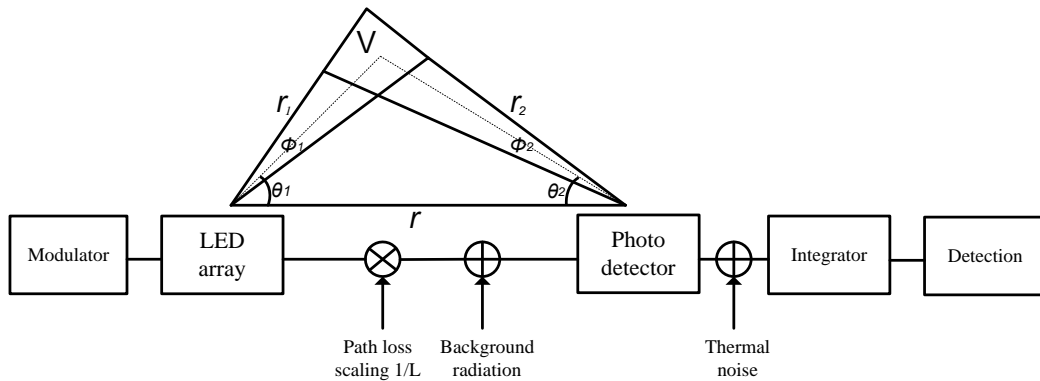 V
r₁
r₂
Φ₁
Φ₂
θ₁
θ₂
r
Modulator
LED
array
Photo
detector
Integrator
Detection
Path loss
scaling 1/L
Background
radiation
Thermal
noise